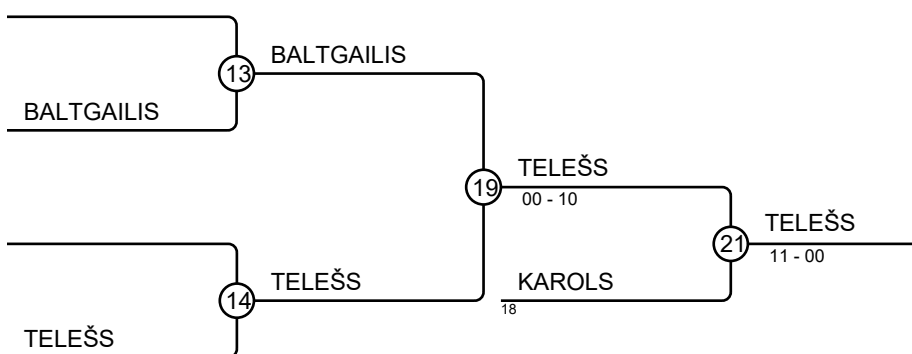 BALTGAILIS
13
BALTGAILIS
TELEŠS
19
00 - 10
TELEŠS
21
11 - 00
TELEŠS
14
KAROLS
18
TELEŠS